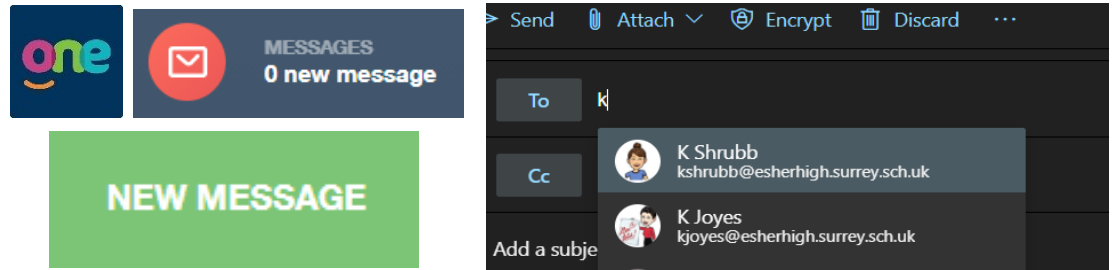 one
MESSAGES
0 new message
NEW MESSAGE
Send Attach Encrypt Discard ...
To k
K Shrubb
kshrubb@esherhigh.surrey.sch.uk
Cc
K Joyes
kjoyes@esherhigh.surrey.sch.uk
Add a subje